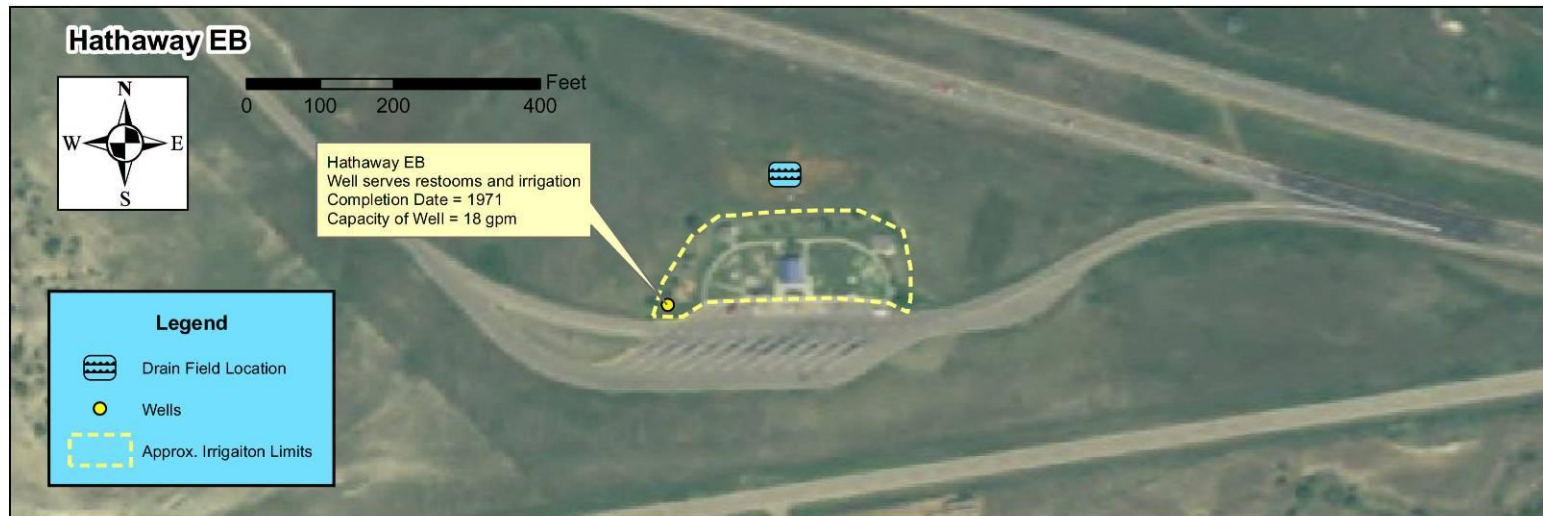 Hathaway EB
N
W E
S
Feet
0 100 200 400
Hathaway EB
Well serves restooms and irrigation
Completion Date = 1971
Capacity of Well = 18 gpm
Legend
Drain Field Location
Wells
Approx. Irrigaiton Limits